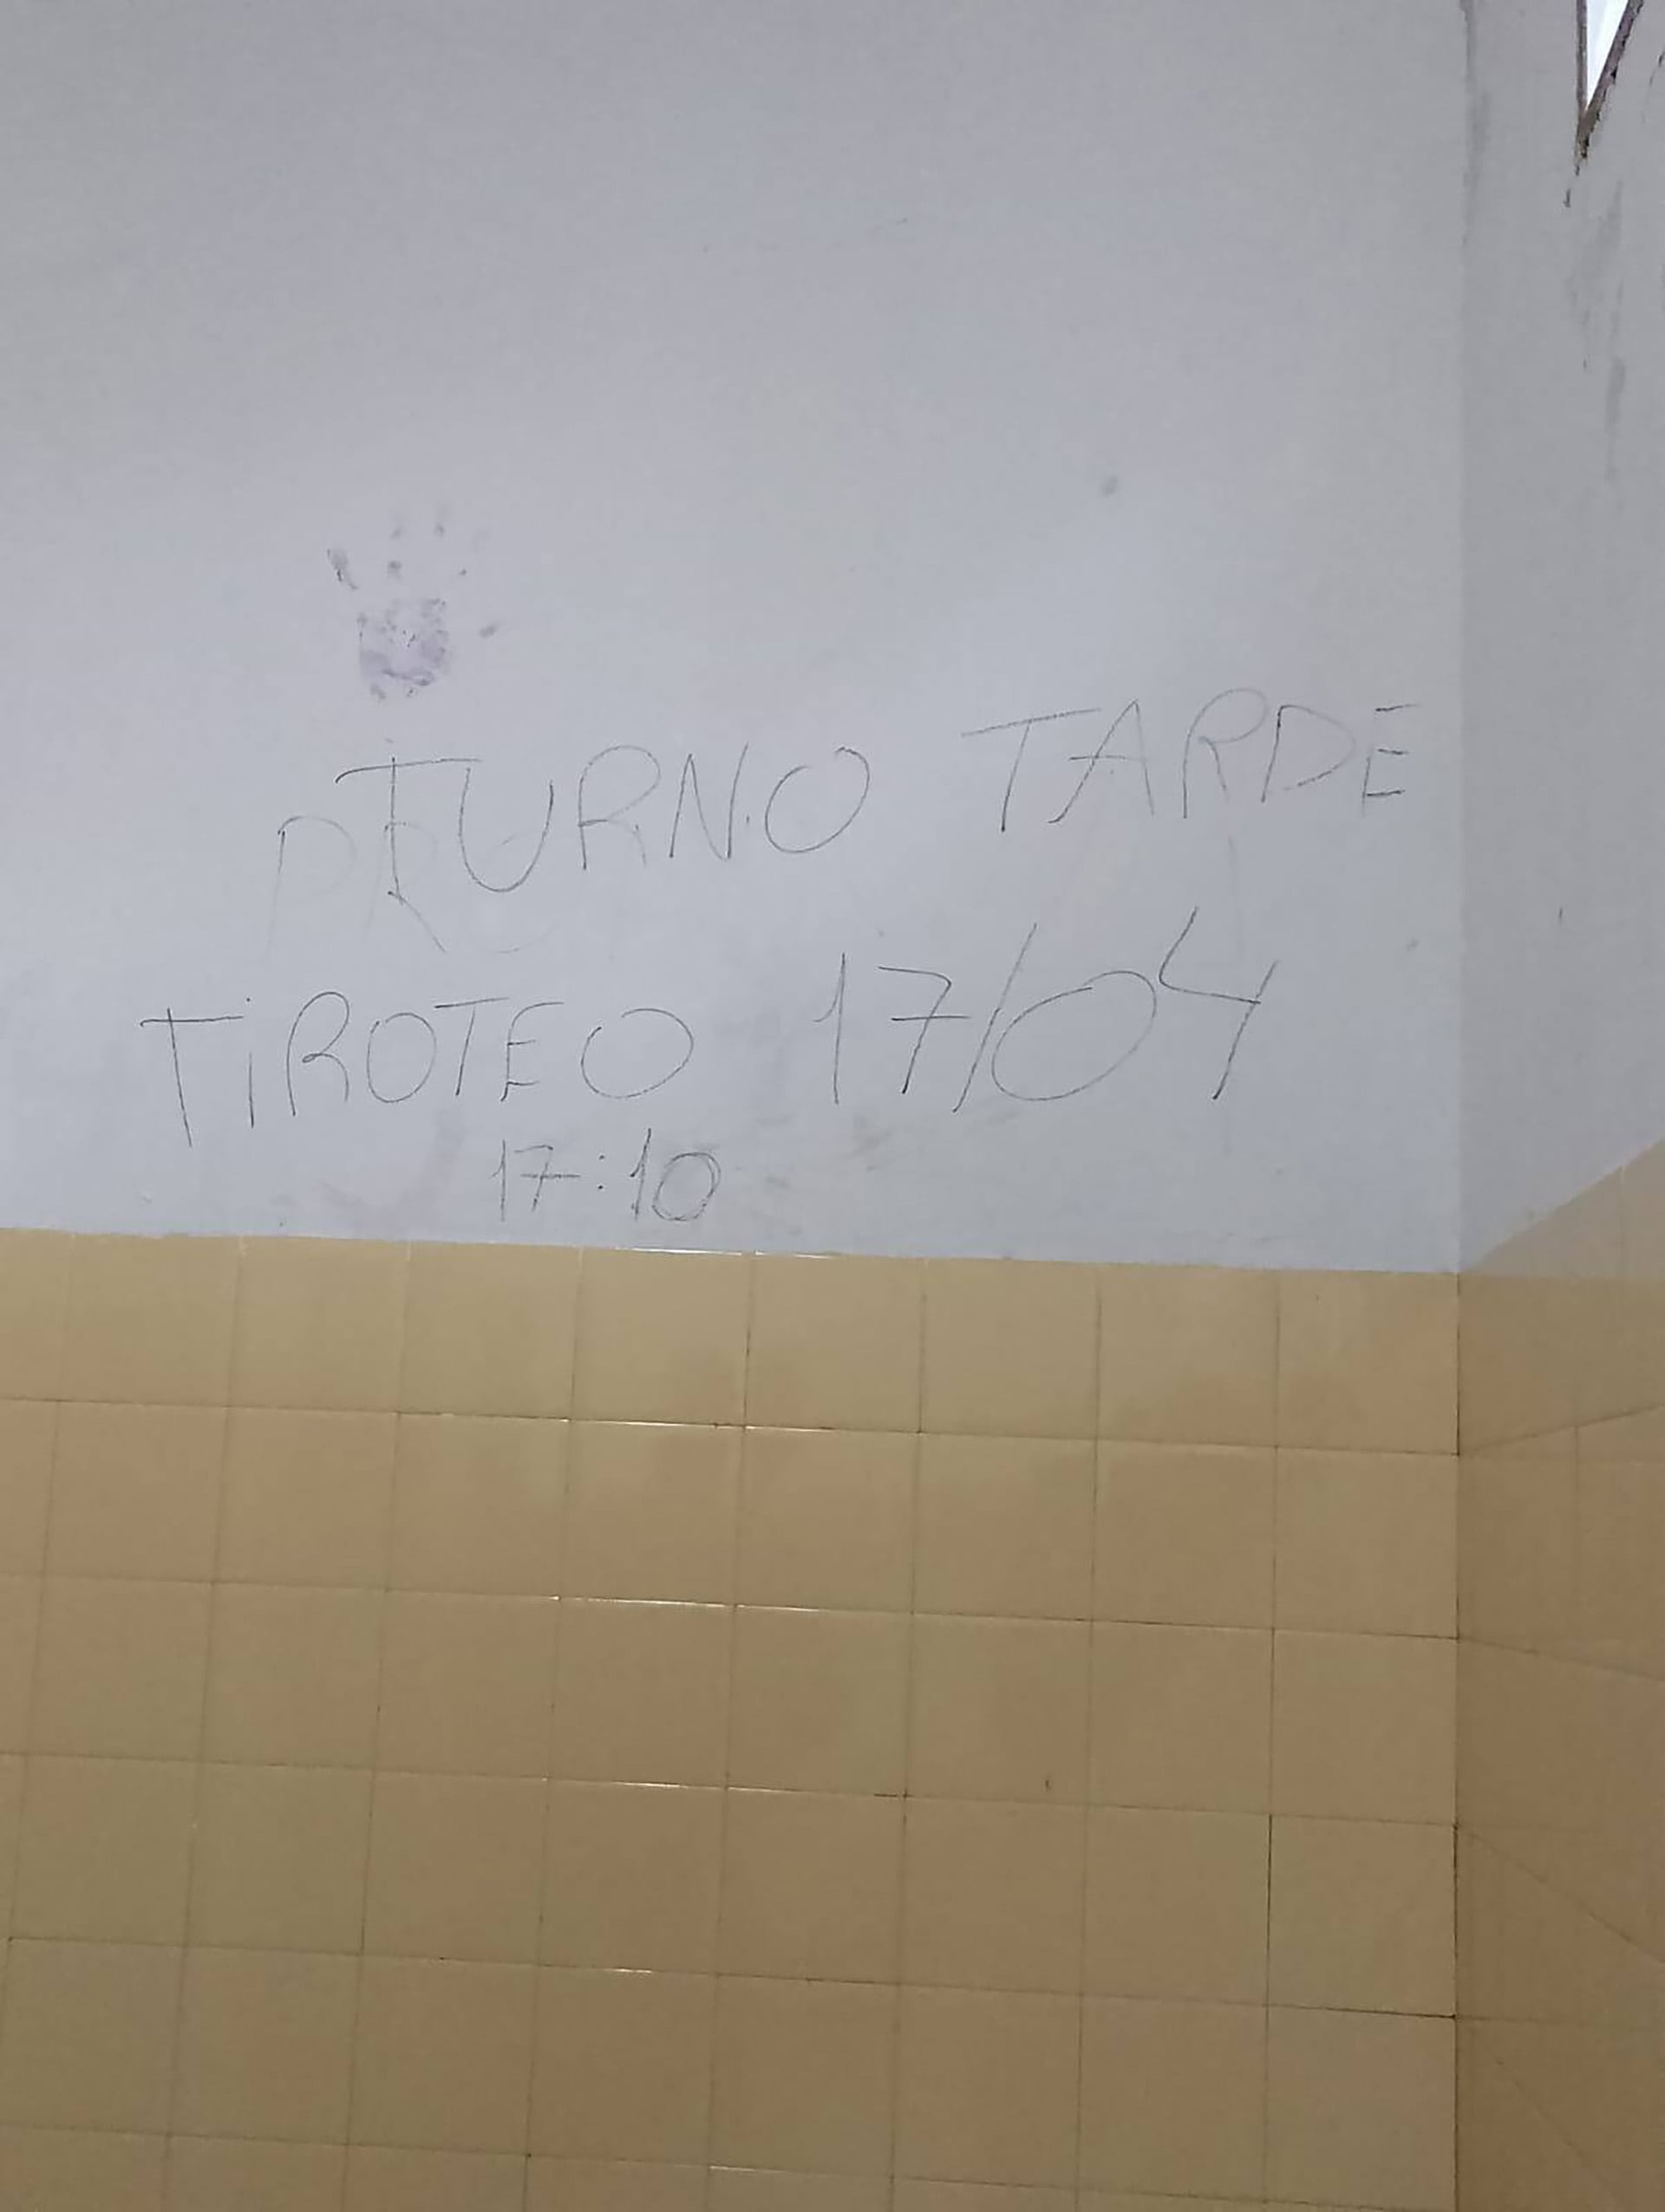 TURNO TARDE
TiROTEO 17/04
17:10